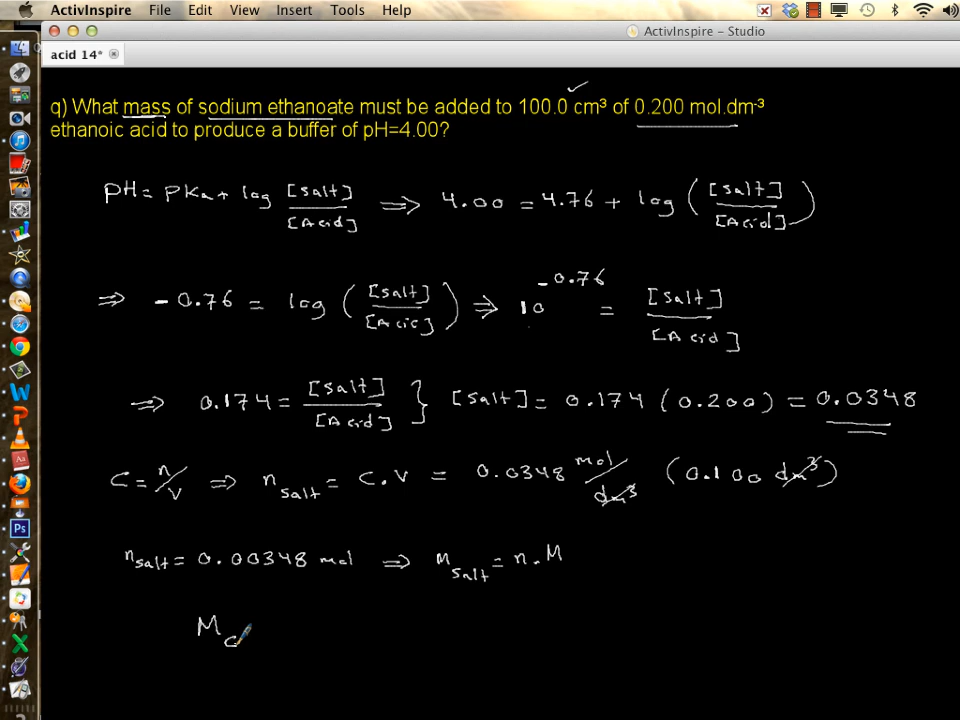 ActivInspire File Edit View Insert Tools Help
ActivInspire - Studio
acid 14*
q) What mass of sodium ethanoate must be added to 100.0 cm³ of 0.200 mol.dm-³
ethanoic acid to produce a buffer of pH=4.00?
PH = PKa + log [Salt]/[Acid] ⇒ 4.00 = 4.76 + log ([Salt]/[Acid])
⇒ -0.76 = log ([Salt]/[Acid]) ⇒ 10^-0.76 = [Salt]/[Acid]
⇒ 0.174 = [Salt]/[Acid] } [Salt] = 0.174 (0.200) = 0.0348
C = n/V ⇒ n salt = C.V = 0.0348 mol/dm³ (0.100 dm³)
n salt = 0.00348 mol ⇒ m salt = n.M
M c